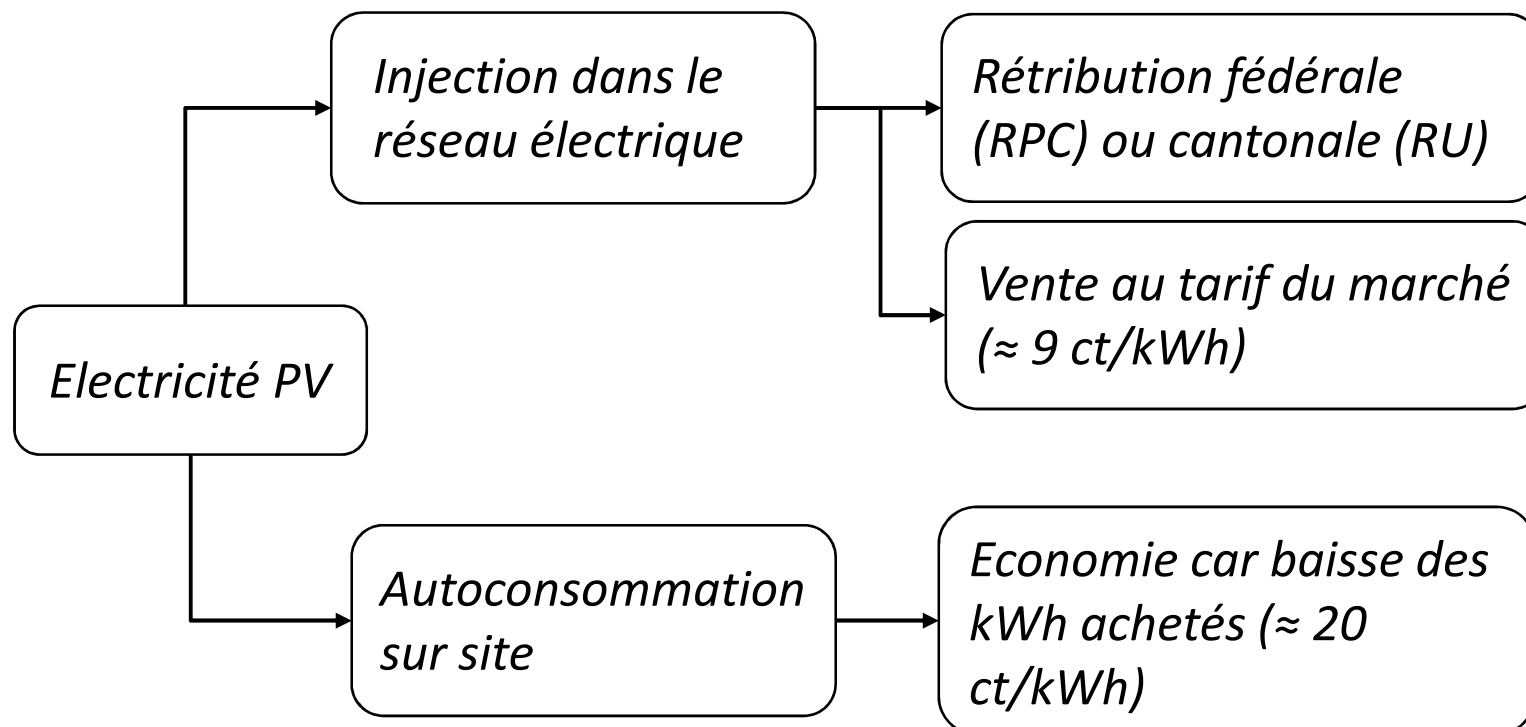 Injection dans le
réseau électrique
Rétribution fédérale
(RPC) ou cantonale (RU)
Vente au tarif du marché
(≈ 9 ct/kWh)
Electricité PV
Autoconsommation
sur site
Economie car baisse des
kWh achetés (≈ 20
ct/kWh)